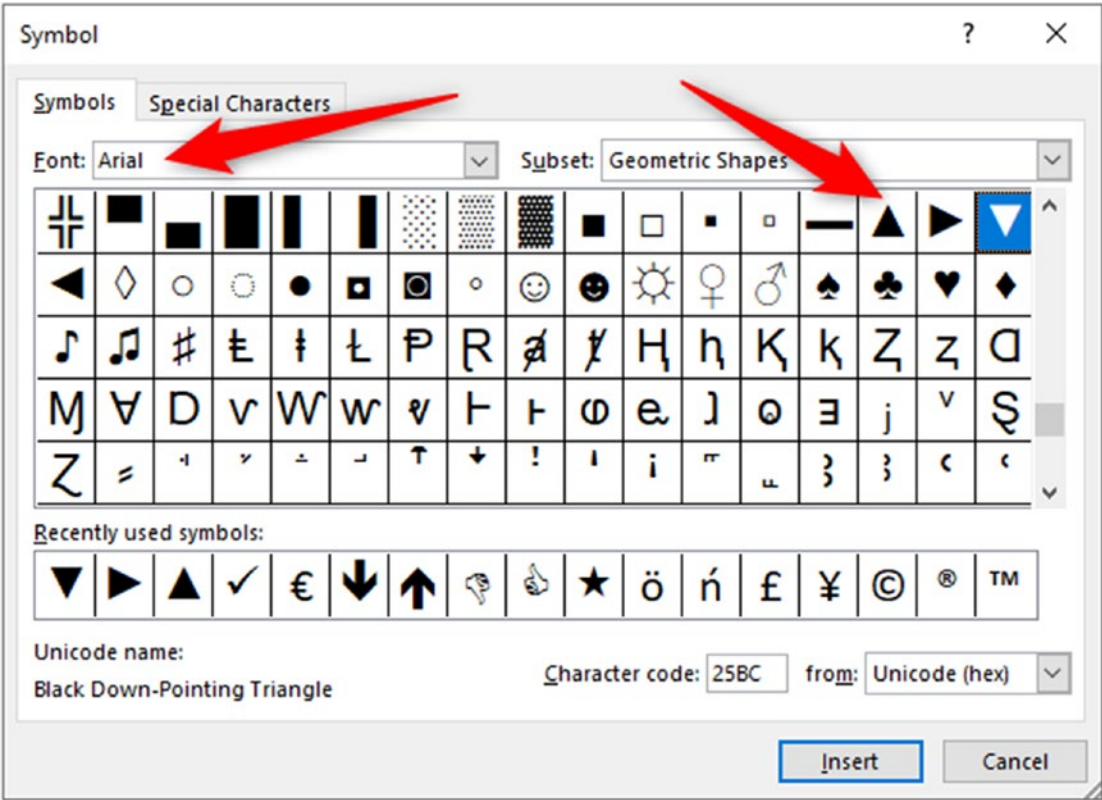 Symbol ? ×
Symbols Special Characters
Font: Arial Subset: Geometric Shapes
╬ ▀ ▄ █ ▌ ▐ ░ ▒ ▓ ■ □ ▪ ▫ ▬ ▲ ► ▼
◄ ◊ ○ ◌ ● ◘ ◙ ◦ ☺ ☻ ☼ ♀ ♂ ♠ ♣ ♥ ♦
♪ ♫ ♯ Ⱡ ⱡ Ɫ Ᵽ Ɽ ⱥ ⱦ Ⱨ ⱨ Ⱪ ⱪ Ⱬ ⱬ Ɑ
Ɱ Ɐ Ɒ ⱱ Ⱳ ⱳ ⱴ Ⱶ ⱶ ⱷ ⱸ ⱹ ⱺ ⱻ ⱼ ⱽ Ȿ
Ɀ
Recently used symbols:
▼ ► ▲ ✓ € 🡻 🡹 👎 👍 ★ ö ń £ ¥ © ® ™
Unicode name:
Black Down-Pointing Triangle
Character code: 25BC from: Unicode (hex)
Insert Cancel